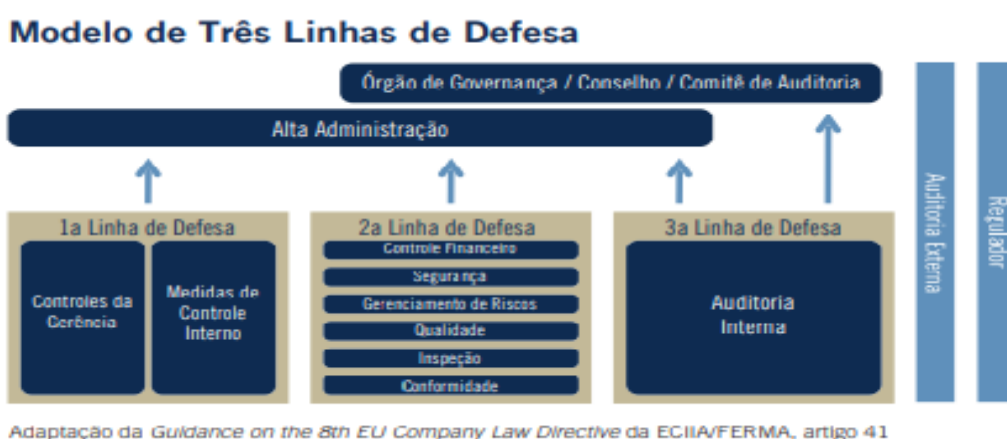 Modelo de Três Linhas de Defesa
Órgão de Governança / Conselho / Comitê de Auditoria
Alta Administração
1a Linha de Defesa
Controles da
Gerência
Medidas de
Controle
Interno
2a Linha de Defesa
Controle Financeiro
Segurança
Gerenciamento de Riscos
Qualidade
Inspeção
Conformidade
3a Linha de Defesa
Auditoria
Interna
Auditoria Externa
Regulador
Adaptação da Guidance on the 8th EU Company Law Directive da ECIIA/FERMA, artigo 41